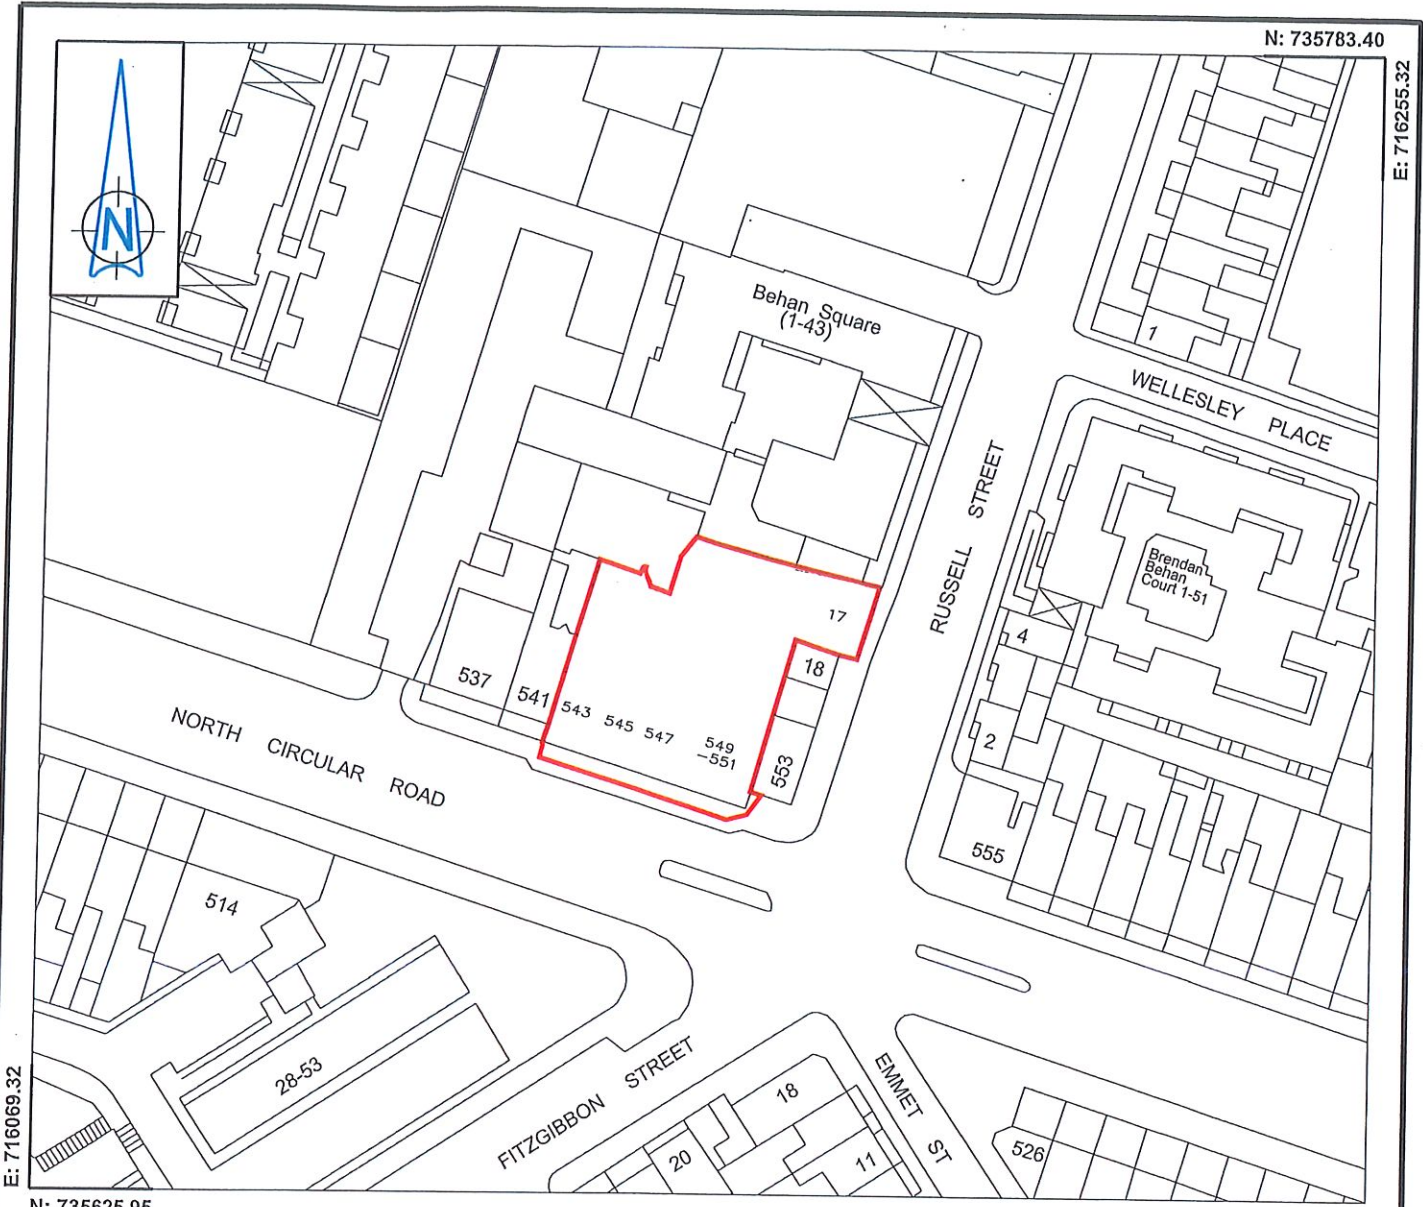 N: 735783.40
E: 716255.32
N
Behan Square
(1-43)
1
WELLESLEY PLACE
RUSSELL STREET
Brendan
Behan
Court 1-51
17
4
18
537
541
543
545
547
549
-551
553
2
NORTH CIRCULAR ROAD
555
514
28-53
FITZGIBBON STREET
EMMET ST
18
20
11
526
E: 716069.32
N: 735625.95